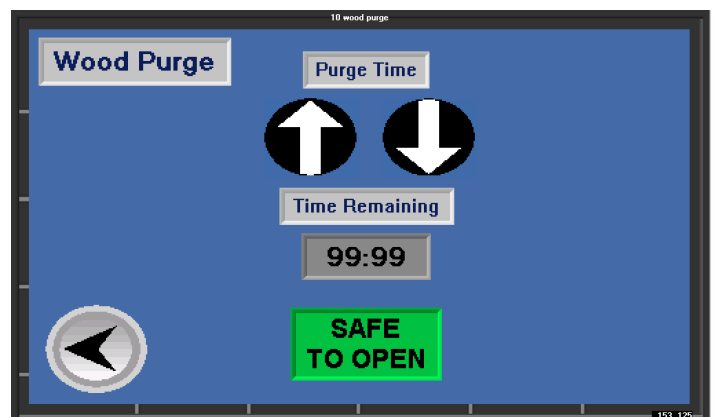 10 wood purge
Wood Purge
Purge Time
Time Remaining
99:99
SAFE
TO OPEN
153, 125